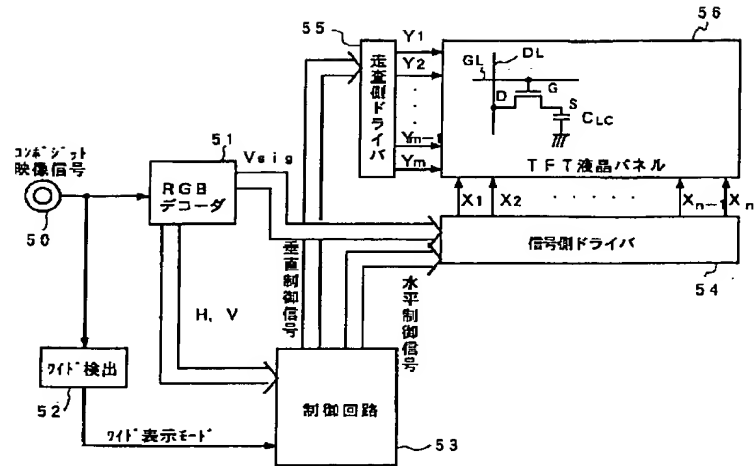 55
56
Y1
Y2
Ym-1
Ym
走査側ドライバ
GL
DL
D
G
S
CLC
TFT液晶パネル
コンポジット
映像信号
50
51
RGB
デコーダ
Vsig
X1
X2
Xn-1
Xn
信号側ドライバ
54
垂直制御信号
水平制御信号
H, V
ワイド検出
52
ワイド表示モード
制御回路
53